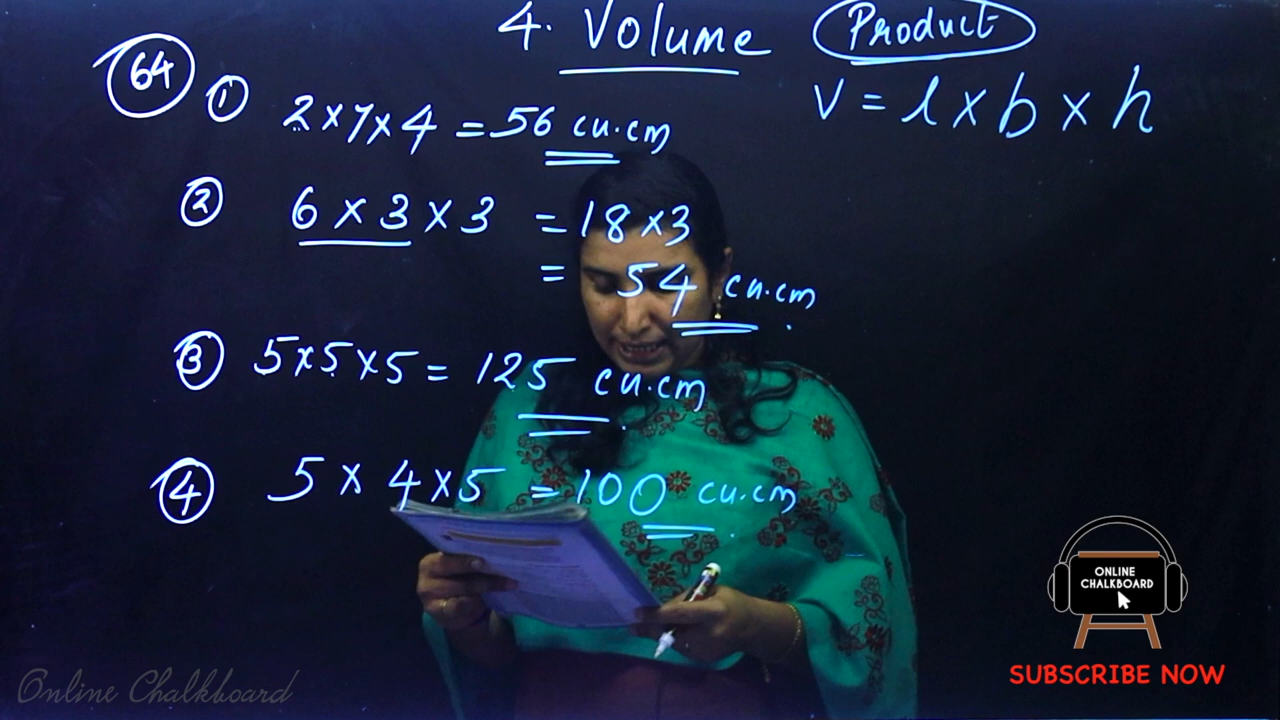 4. Volume Product
64
V = l × b × h
① 2×7×4 = 56 cu.cm
② 6 × 3 × 3 = 18 ×3
= 54 cu.cm
③ 5×5×5 = 125 cu.cm
④ 5 × 4 ×5 = 100 cu.cm
ONLINE
CHALKBOARD
SUBSCRIBE NOW
Online Chalkboard